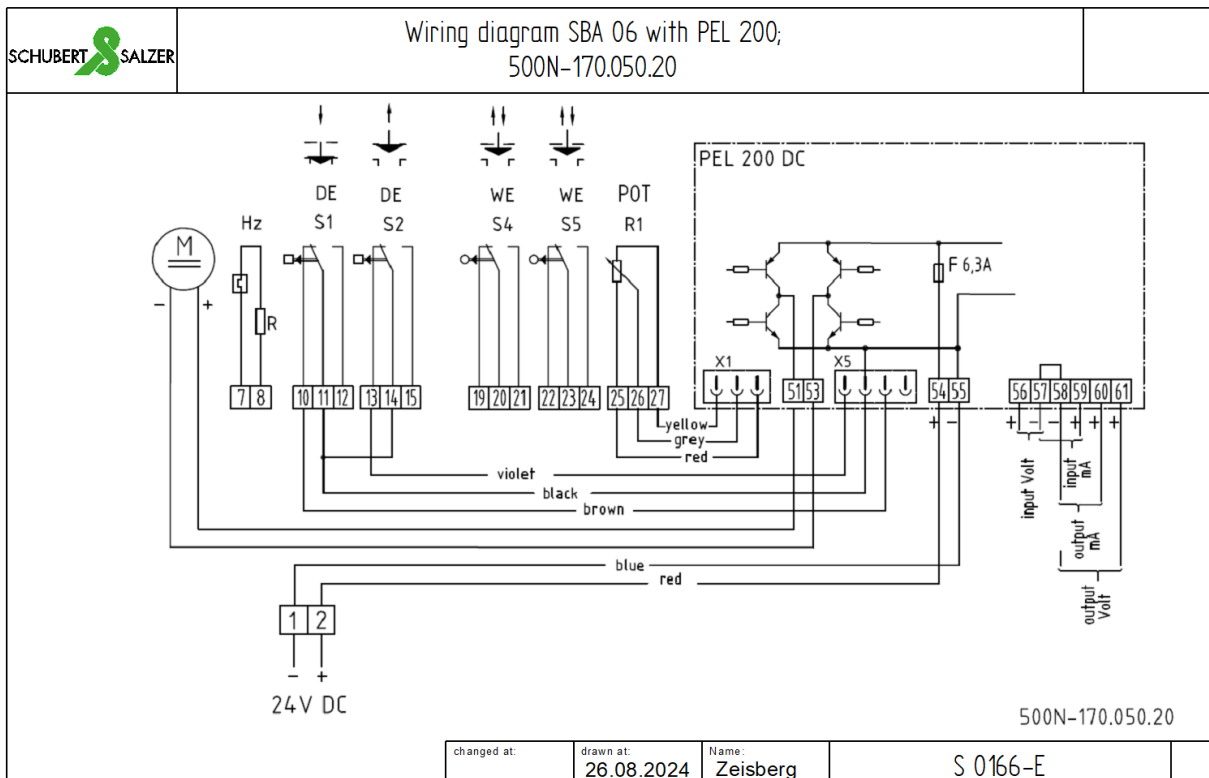 SCHUBERT SALZER
Wiring diagram SBA 06 with PEL 200;
500N-170.050.20
PEL 200 DC
DE DE WE WE POT
Hz S1 S2 S4 S5 R1
M
F 6,3A
- +
R
X1 X5
7 8 10 11 12 13 14 15 19 20 21 22 23 24 25 26 27 51 53 54 55 56 57 58 59 60 61
+ - + - - + + +
yellow
grey
red
violet
black
brown
input Volt
input mA
output mA
output Volt
blue
red
1 2
- +
24V DC
500N-170.050.20
changed at: drawn at: Name:
26.08.2024 Zeisberg S 0166-E